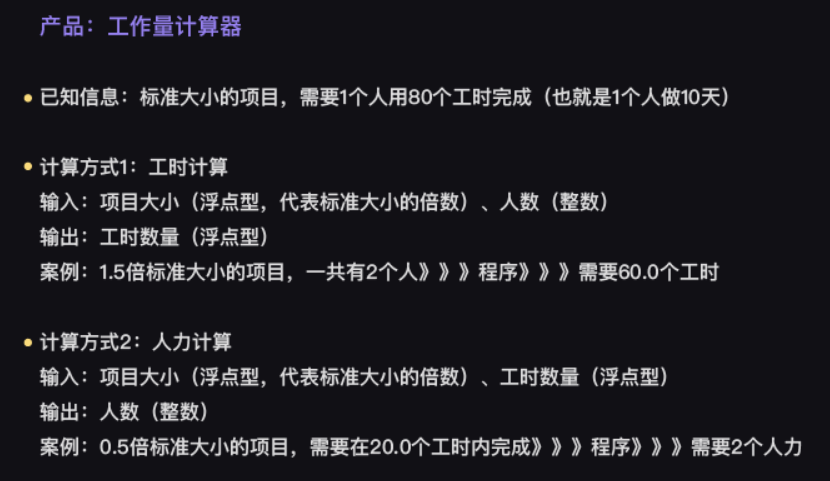 产品：工作量计算器
已知信息：标准大小的项目，需要1个人用80个工时完成（也就是1个人做10天）
计算方式1：工时计算
输入：项目大小（浮点型，代表标准大小的倍数）、人数（整数）
输出：工时数量（浮点型）
案例：1.5倍标准大小的项目，一共有2个人》》》程序》》》需要60.0个工时
计算方式2：人力计算
输入：项目大小（浮点型，代表标准大小的倍数）、工时数量（浮点型）
输出：人数（整数）
案例：0.5倍标准大小的项目，需要在20.0个工时内完成》》》程序》》》需要2个人力